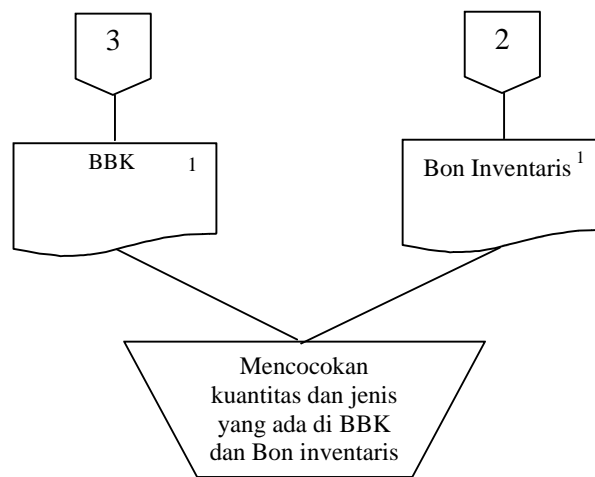 3
2
BBK 1
Bon Inventaris 1
Mencocokan
kuantitas dan jenis
yang ada di BBK
dan Bon inventaris